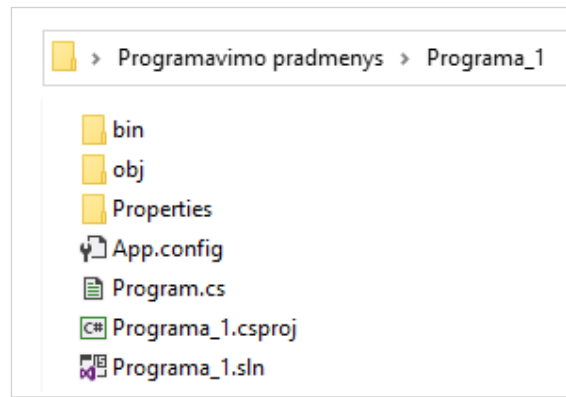 Programavimo pradmenys > Programa_1
bin
obj
Properties
App.config
Program.cs
C# Programa_1.csproj
Programa_1.sln